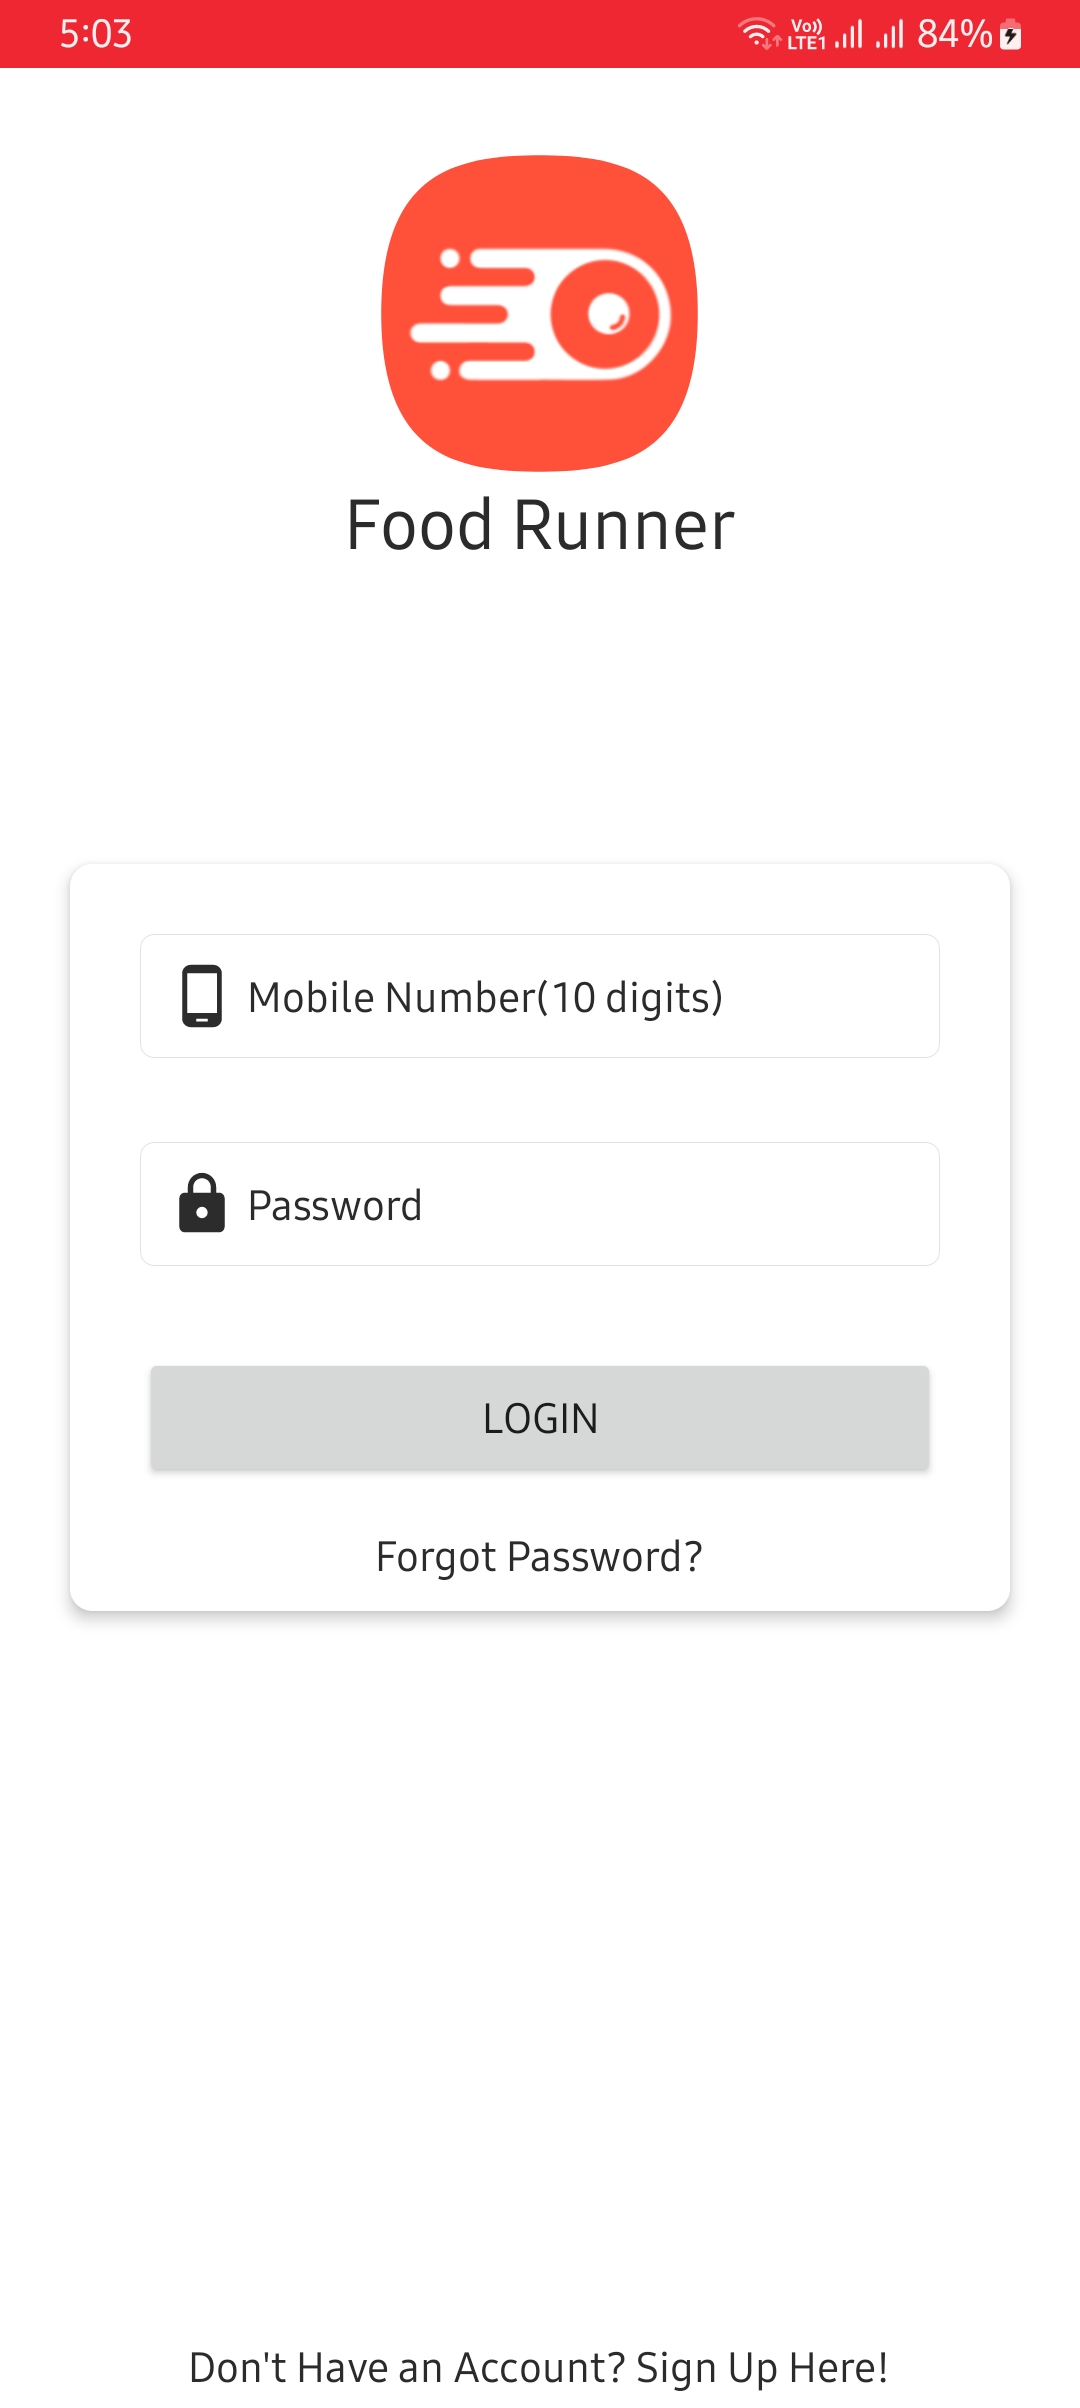 5:03 Vo)) LTE1 84%
Food Runner
Mobile Number(10 digits)
Password
LOGIN
Forgot Password?
Don't Have an Account? Sign Up Here!